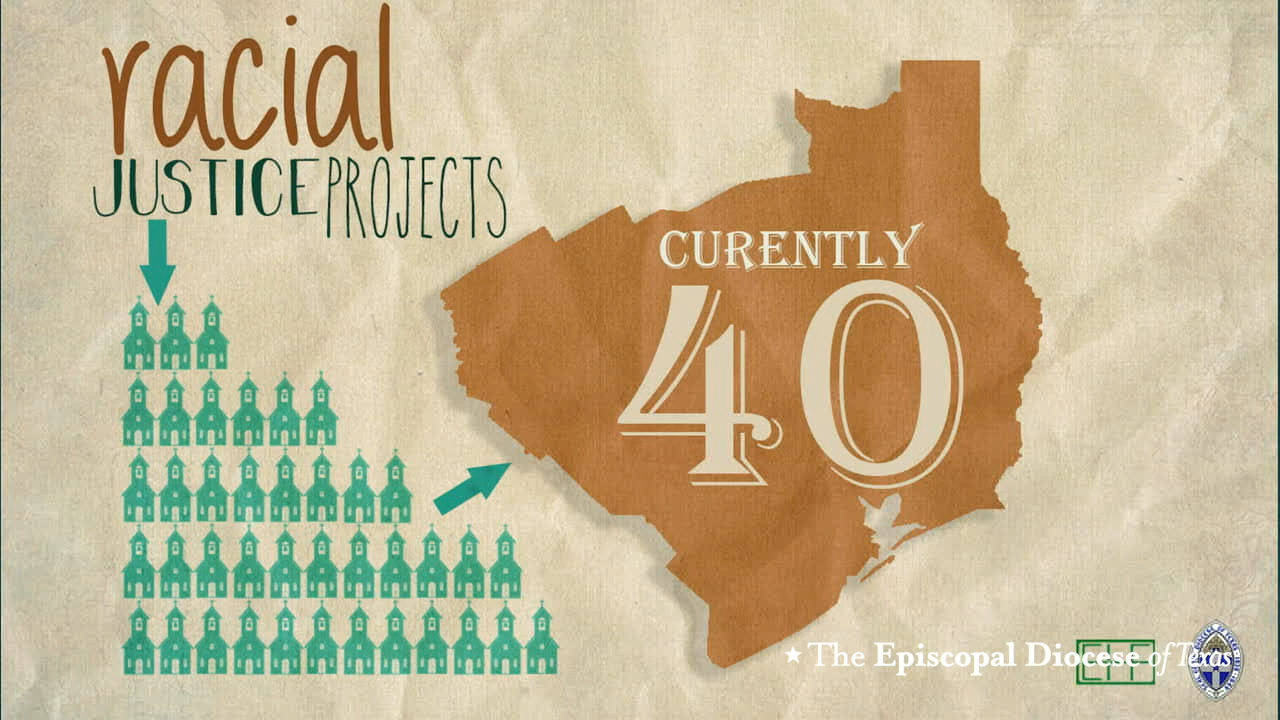 racial
JUSTICE PROJECTS
CURENTLY
40
The Episcopal Diocese of Texas